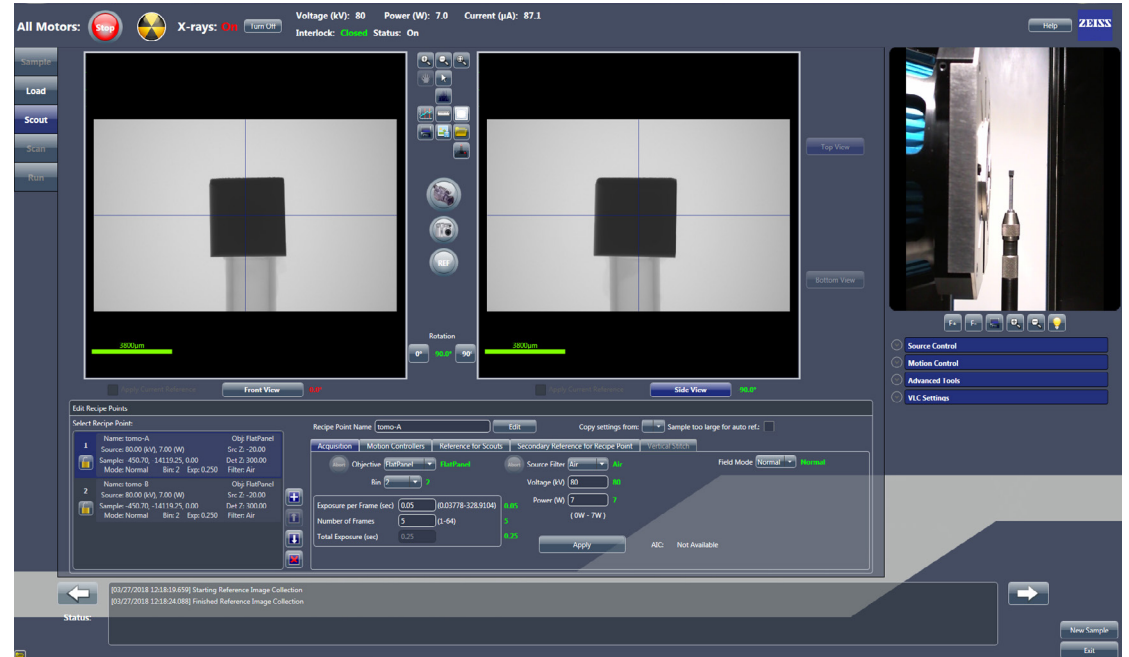 All Motors: Stop X-rays: On Turn Off
Voltage (kV): 80 Power (W): 7.0 Current (µA): 87.1
Interlock: Closed Status: On
Help ZEISS
Sample
Load
Scout
Scan
Run
Top View
REF
Bottom View
F+ F-
Rotation
3800µm 3800µm
0° 90.0° 90°
Source Control
Motion Control
Advanced Tools
VLC Settings
Apply Current Reference Front View 0.0° Apply Current Reference Side View 90.0°
Edit Recipe Points
Select Recipe Point:
1 Name: tomo-A Obj: FlatPanel
Source: 80.00 (kV), 7.00 (W) Src Z: -20.00
Sample: -450.70, -14119.25, 0.00 Det Z: 300.00
Mode: Normal Bin: 2 Exp: 0.250 Filter: Air
2 Name: tomo-B Obj: FlatPanel
Source: 80.00 (kV), 7.00 (W) Src Z: -20.00
Sample: -450.70, -14119.25, 0.00 Det Z: 300.00
Mode: Normal Bin: 2 Exp: 0.250 Filter: Air
Recipe Point Name tomo-A Edit Copy settings from: Sample too large for auto ref.:
Acquisition Motion Controllers Reference for Scouts Secondary Reference for Recipe Point Vertical Stitch
Abort Objective FlatPanel FlatPanel Abort Source Filter Air Air Field Mode Normal Normal
Bin 2 2 Voltage (kV) 80 80
Power (W) 7 7
Exposure per Frame (sec) 0.05 (0.03778-328.9104) 0.05
( 0W - 7W )
Number of Frames 5 (1-64) 5
Total Exposure (sec) 0.25 0.25
Apply AIC: Not Available
[03/27/2018 12:18:19.659] Starting Reference Image Collection
[03/27/2018 12:18:24.088] Finished Reference Image Collection
Status:
New Sample
Exit